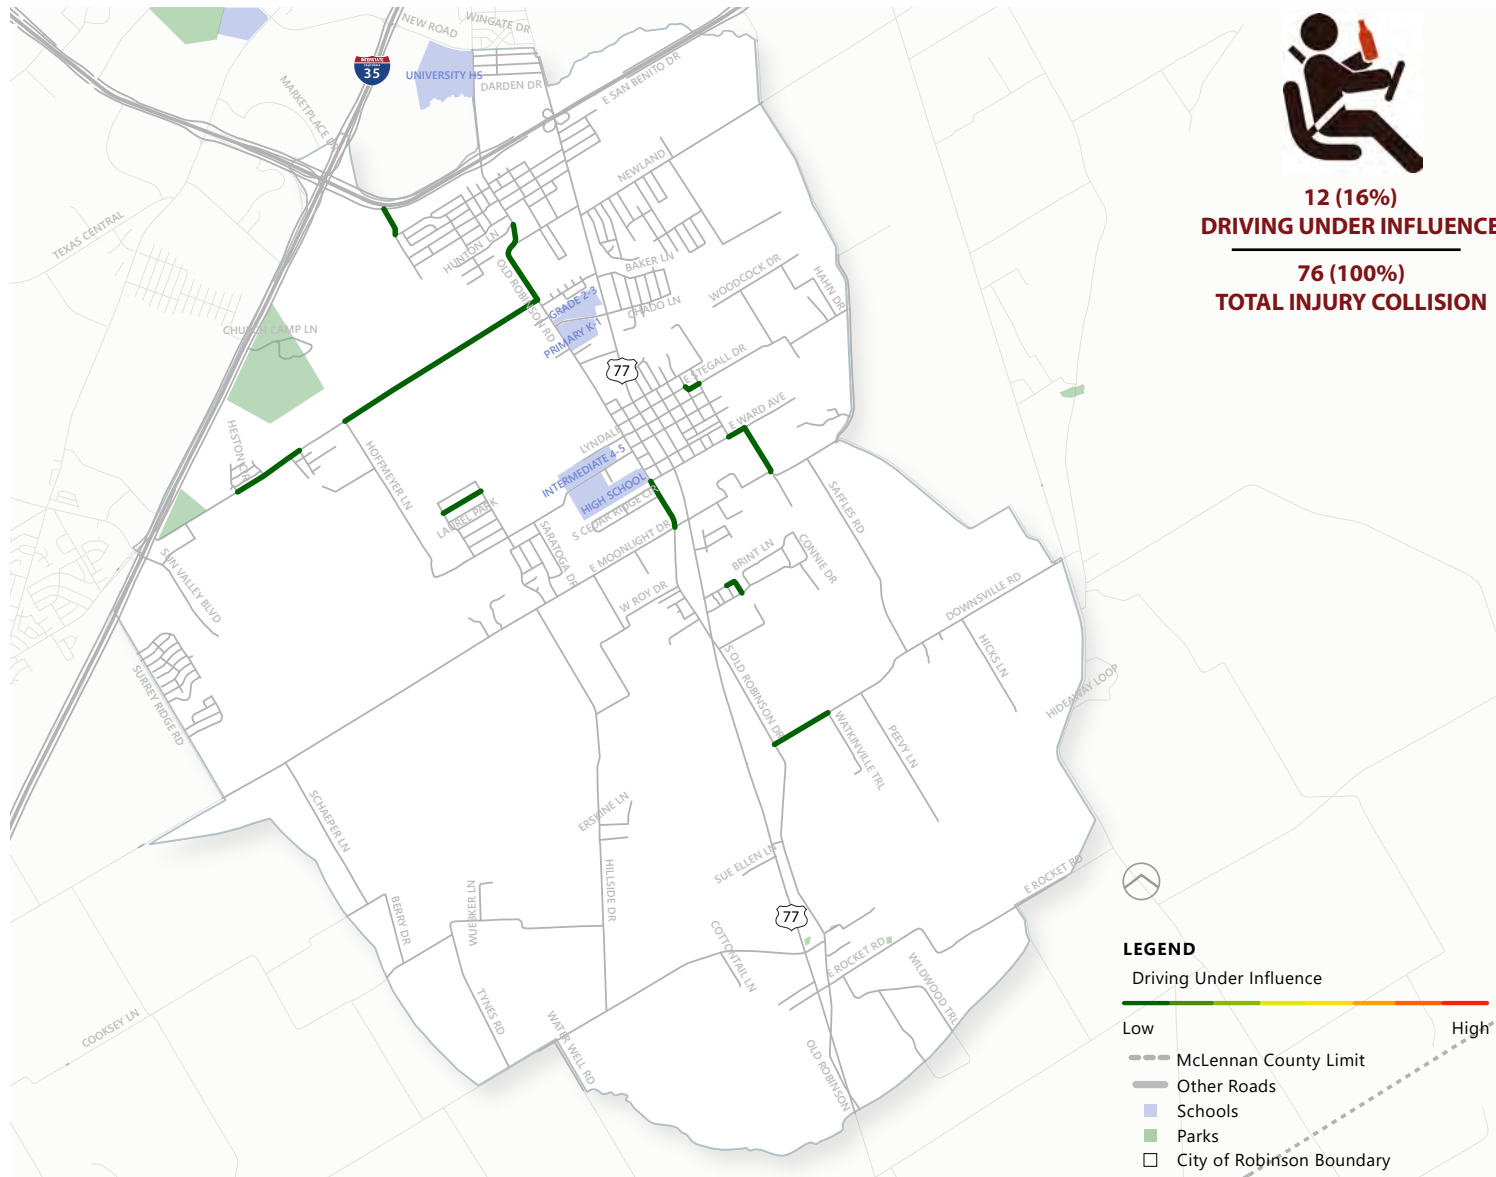 NEW ROAD
WINGATE DR
INTERSTATE
35
UNIVERSITY HS
DARDEN DR
E SAN BENITO DR
MARKETPLACE DR
12 (16%)
DRIVING UNDER INFLUENCE
76 (100%)
TOTAL INJURY COLLISION
NEWLAND
TEXAS CENTRAL
HUNTON LN
OLD ROBINSON RD
BAKER LN
WOODCOCK DR
HAHN DR
GRADE 2-3
CHADO LN
PRIMARY K-1
CHURCH CAMP LN
77
E STEGALL DR
E WARD AVE
LYNDALE
HESTON CIR
HOFFMEYER LN
INTERMEDIATE 4-5
HIGH SCHOOL
LAUREL PARK
S CEDAR RIDGE CIR
SARATOGA DR
E MOONLIGHT DR
SAFFLES RD
BRINT LN
CONNIE DR
W ROY DR
SUN VALLEY BLVD
DOWNSVILLE RD
HICKS LN
SURREY RIDGE RD
S OLD ROBINSON DR
HIDEAWAY LOOP
WATKINVILLE TRL
PEEVY LN
SCHAEPER LN
ERSKINE LN
SUE ELLEN LN
HILLSIDE DR
E ROCKET RD
BERRY DR
WUEBKER LN
77
COTTONTAIL LN
E ROCKET RD
WILDWOOD TRL
TYNES RD
COOKSEY LN
WATER WELL RD
OLD ROBINSON
LEGEND
Driving Under Influence
Low
High
McLennan County Limit
Other Roads
Schools
Parks
City of Robinson Boundary